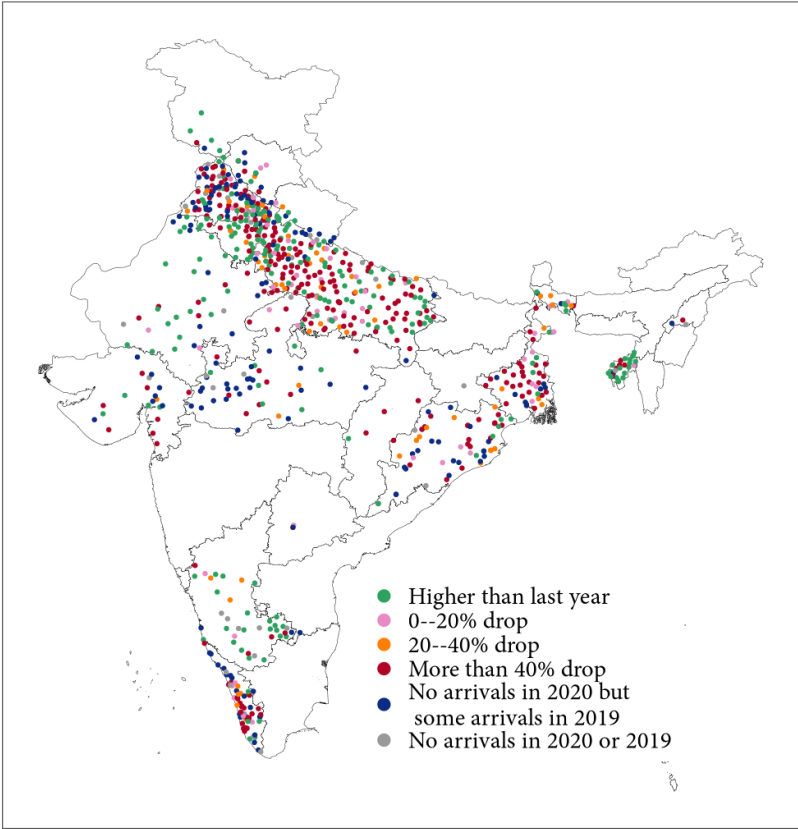 Higher than last year
0--20% drop
20--40% drop
More than 40% drop
No arrivals in 2020 but
some arrivals in 2019
No arrivals in 2020 or 2019